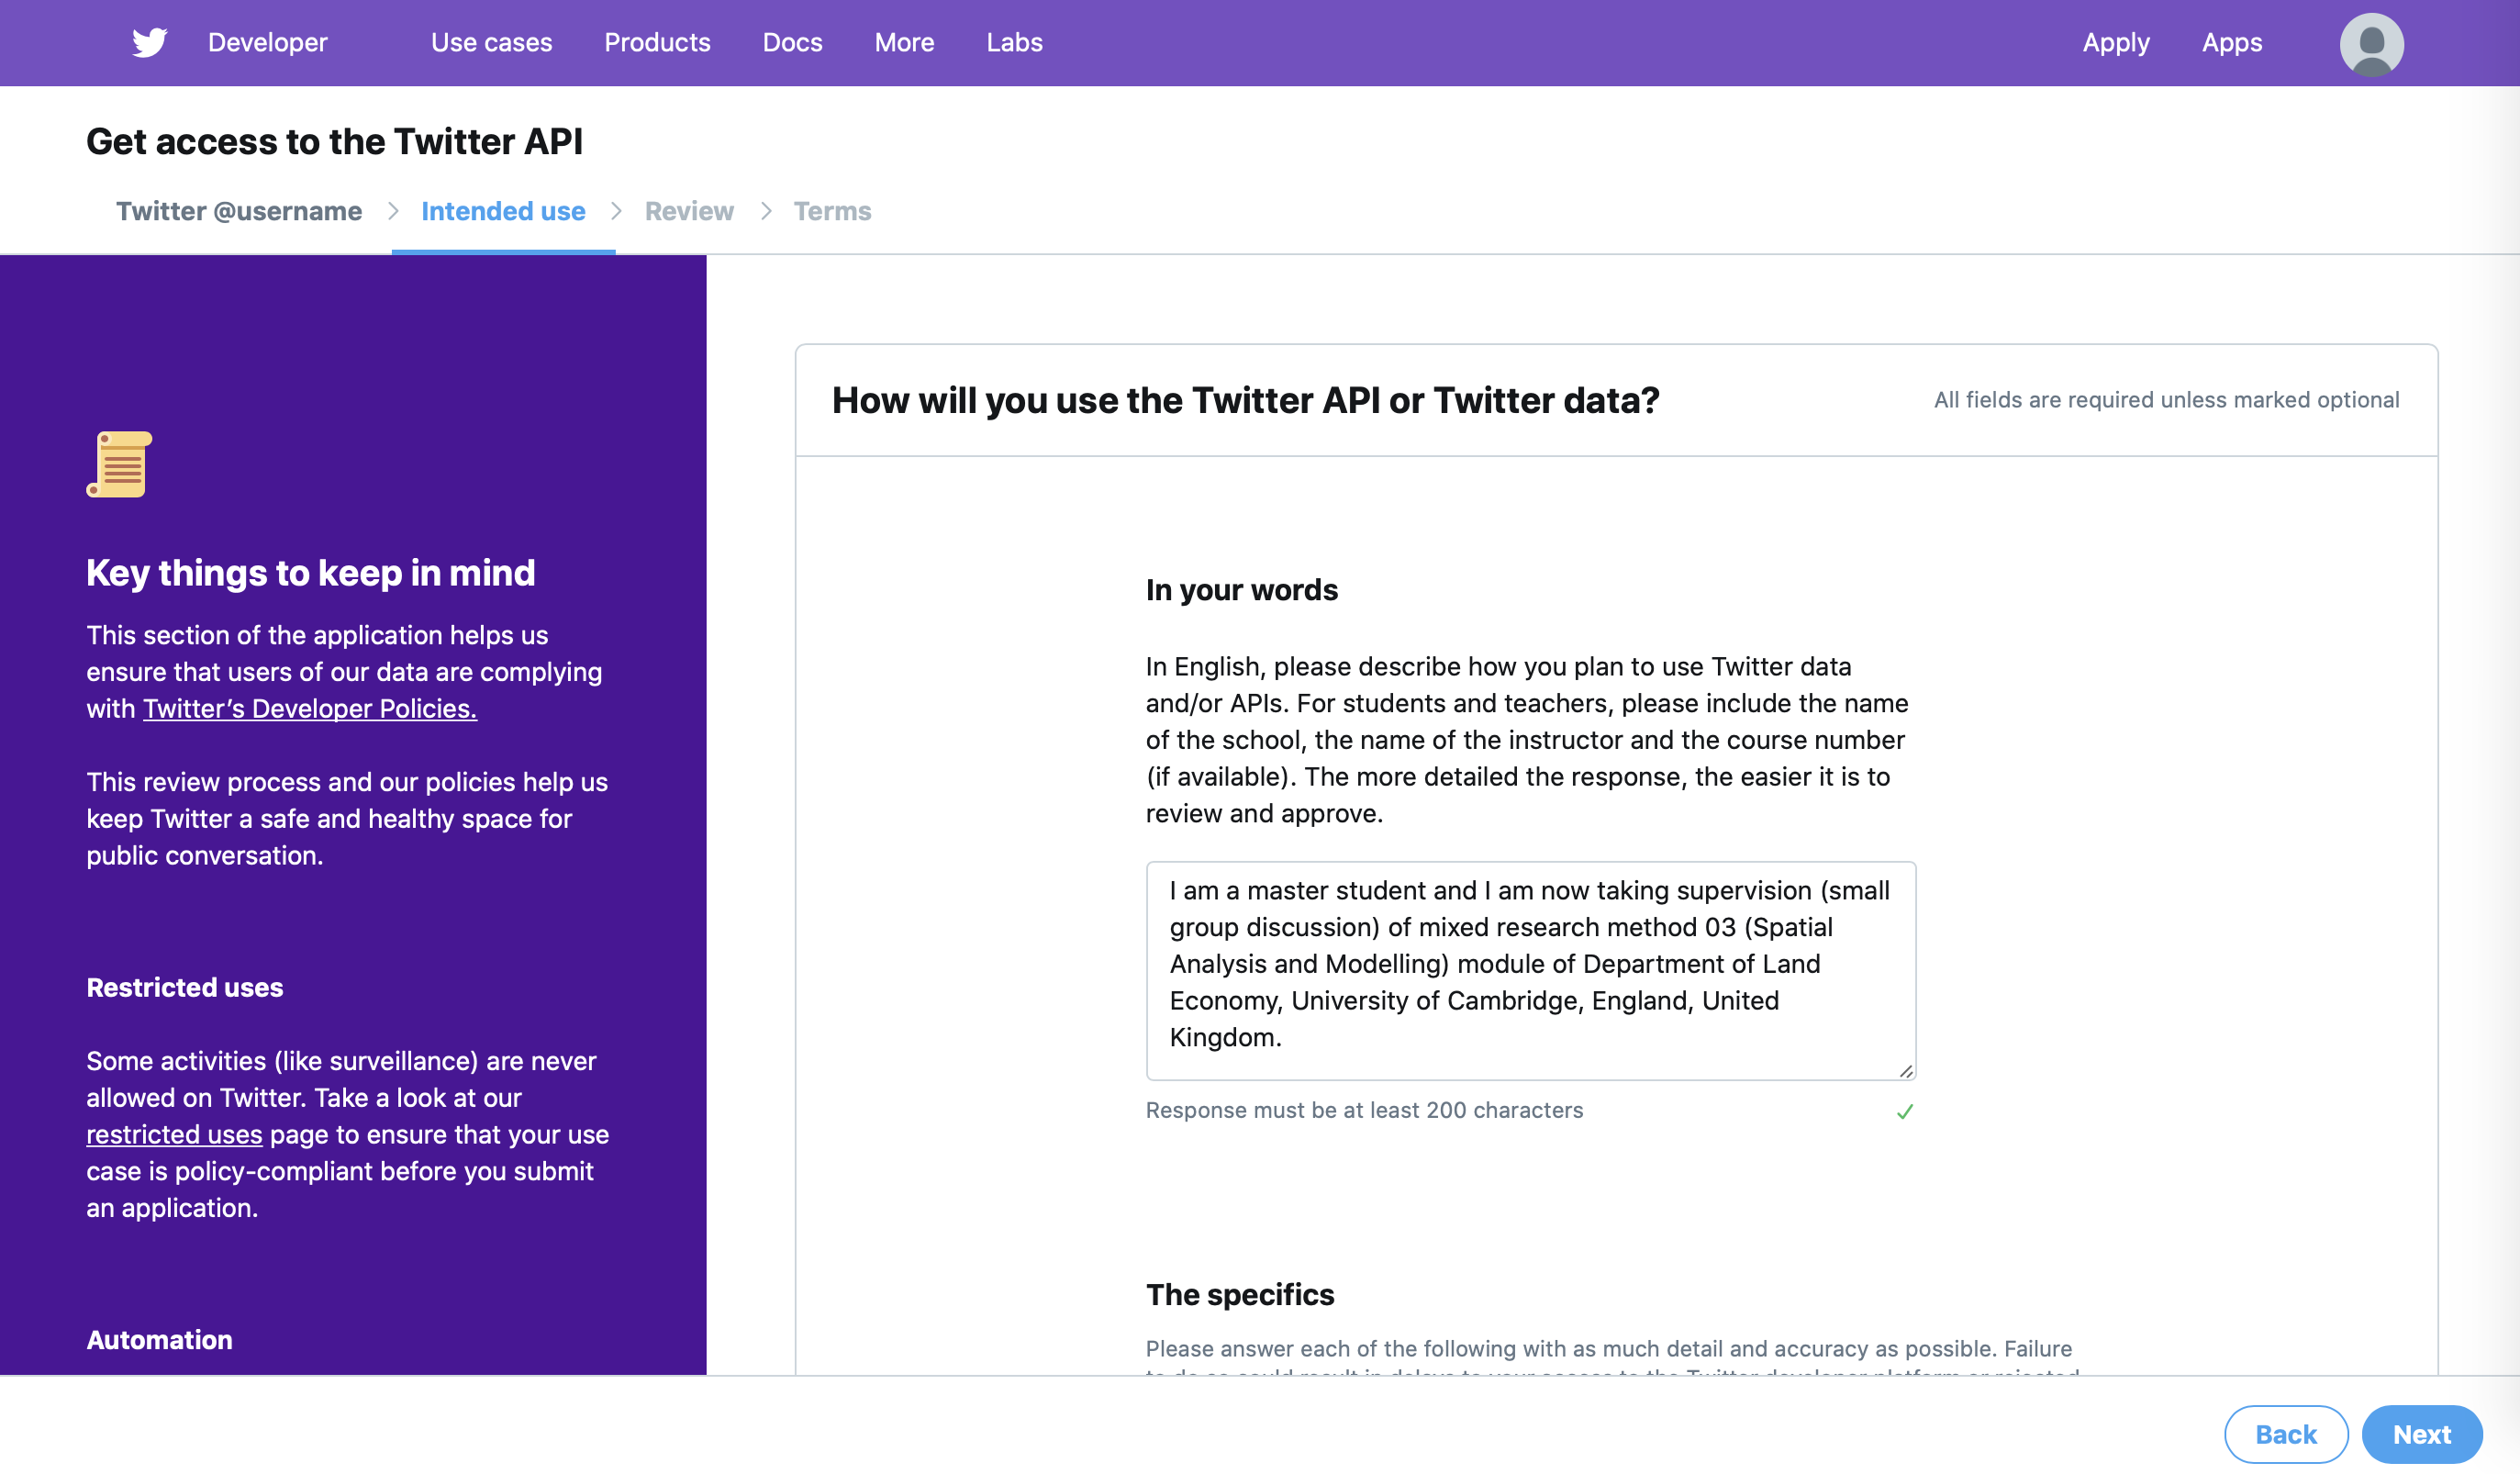 Developer
Use cases
Products
Docs
More
Labs
Apply
Apps
Get access to the Twitter API
Twitter @username
Intended use
Review
Terms
Key things to keep in mind
This section of the application helps us
ensure that users of our data are complying
with Twitter’s Developer Policies.
This review process and our policies help us
keep Twitter a safe and healthy space for
public conversation.
Restricted uses
Some activities (like surveillance) are never
allowed on Twitter. Take a look at our
restricted uses page to ensure that your use
case is policy-compliant before you submit
an application.
Automation
How will you use the Twitter API or Twitter data?
All fields are required unless marked optional
In your words
In English, please describe how you plan to use Twitter data
and/or APIs. For students and teachers, please include the name
of the school, the name of the instructor and the course number
(if available). The more detailed the response, the easier it is to
review and approve.
I am a master student and I am now taking supervision (small
group discussion) of mixed research method 03 (Spatial
Analysis and Modelling) module of Department of Land
Economy, University of Cambridge, England, United
Kingdom.
Response must be at least 200 characters
The specifics
Please answer each of the following with as much detail and accuracy as possible. Failure
Back
Next